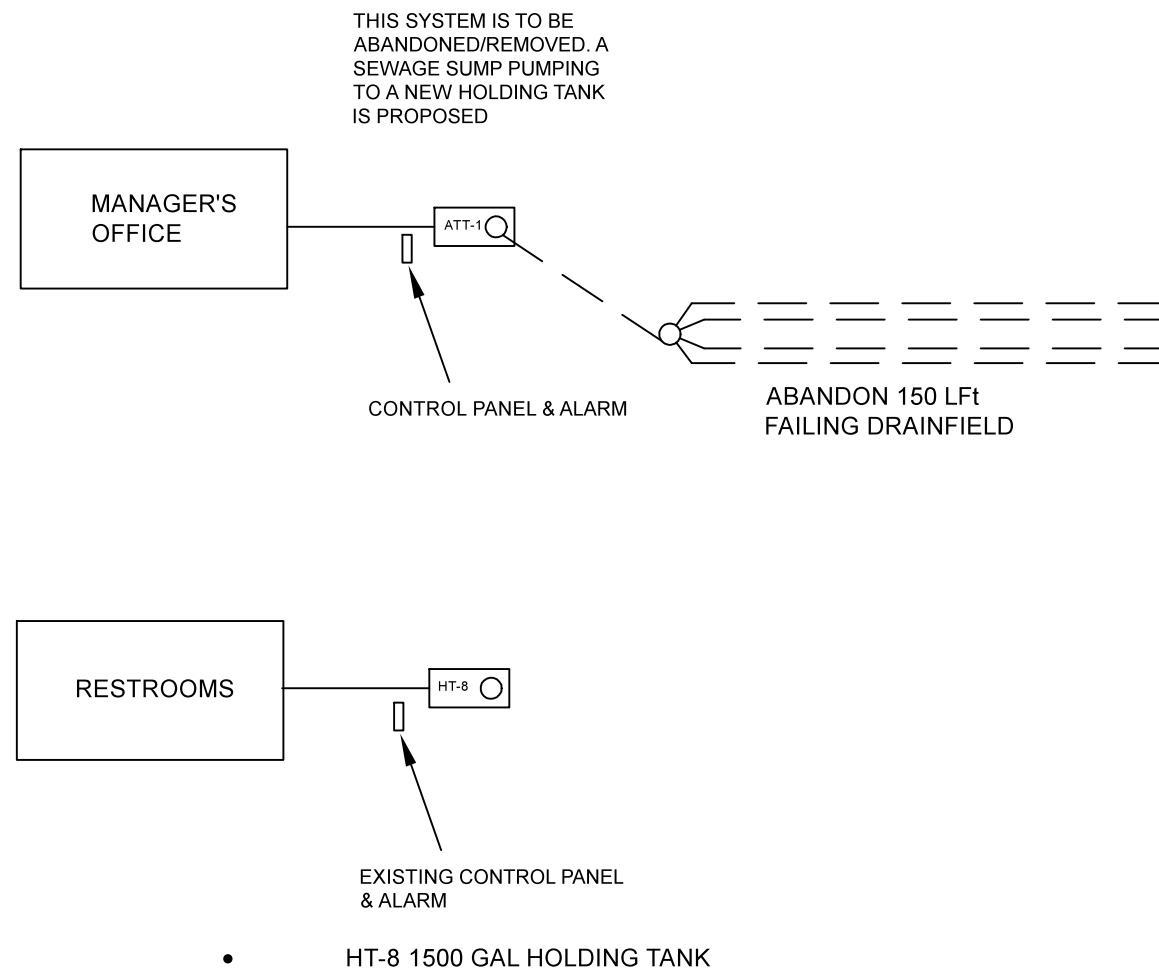 THIS SYSTEM IS TO BE
ABANDONED/REMOVED. A
SEWAGE SUMP PUMPING
TO A NEW HOLDING TANK
IS PROPOSED
MANAGER'S
OFFICE
ATT-1
CONTROL PANEL & ALARM
ABANDON 150 LFt
FAILING DRAINFIELD
RESTROOMS
HT-8
EXISTING CONTROL PANEL
& ALARM
• HT-8 1500 GAL HOLDING TANK